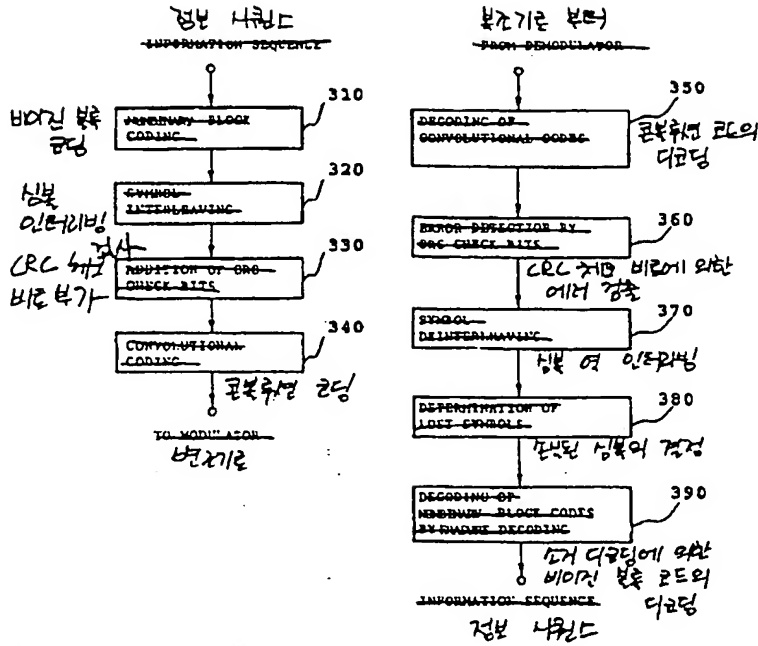 정보 시퀀스
INFORMATION SEQUENCE
310
비이진 블록
코딩
NONBINARY BLOCK
CODING
320
심볼
인터리빙
SYMBOL
INTERLEAVING
검사
330
CRC 체크
비트 부가
ADDITION OF CRC
CHECK BITS
340
CONVOLUTIONAL
CODING
콘볼루션 코딩
TO MODULATOR
변조기로
복조기로 부터
FROM DEMODULATOR
350
DECODING OF
CONVOLUTIONAL CODES
콘볼루션 코드의
디코딩
360
ERROR DETECTION BY
CRC CHECK BITS
CRC 체크 비트에 의한
에러 검출
370
SYMBOL
DEINTERLEAVING
심볼 역 인터리빙
380
DETERMINATION OF
LOST SYMBOLS
손실된 심볼의 결정
390
DECODING OF
NONBINARY BLOCK CODES
BY ERASURE DECODING
소거 디코딩에 의한
비이진 블록 코드의
디코딩
INFORMATION SEQUENCE
정보 시퀀스